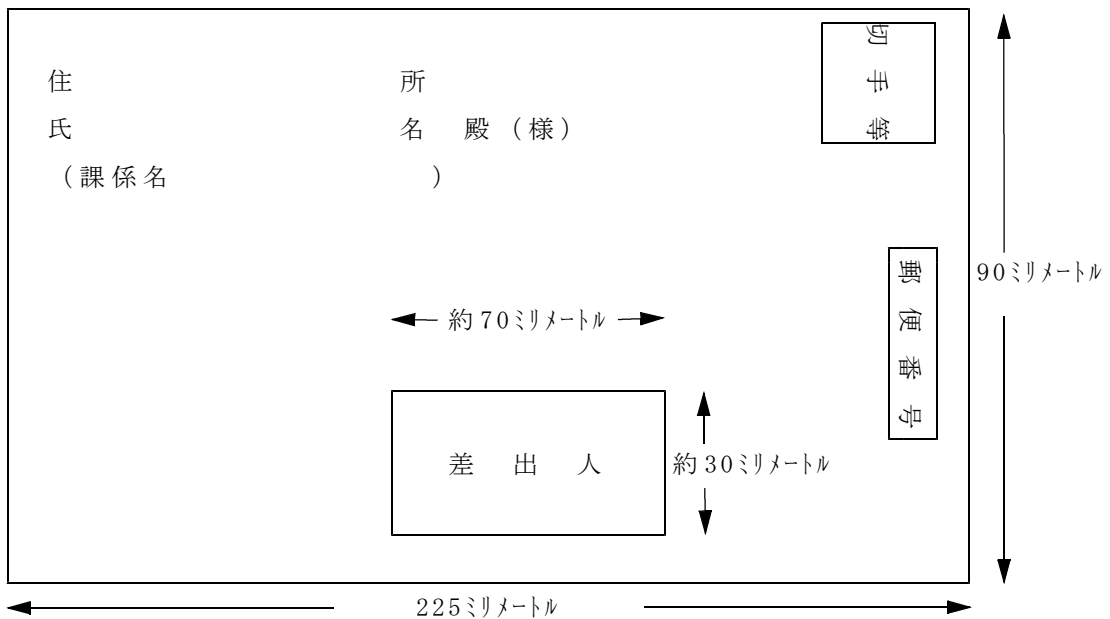 切手等
住　　　　所
氏　　　　名　殿（様）
（課係名　　　　　　　）
郵便番号
90ﾐﾘﾒｰﾄﾙ
約70ﾐﾘﾒｰﾄﾙ
差出人
約30ﾐﾘﾒｰﾄﾙ
225ﾐﾘﾒｰﾄﾙ